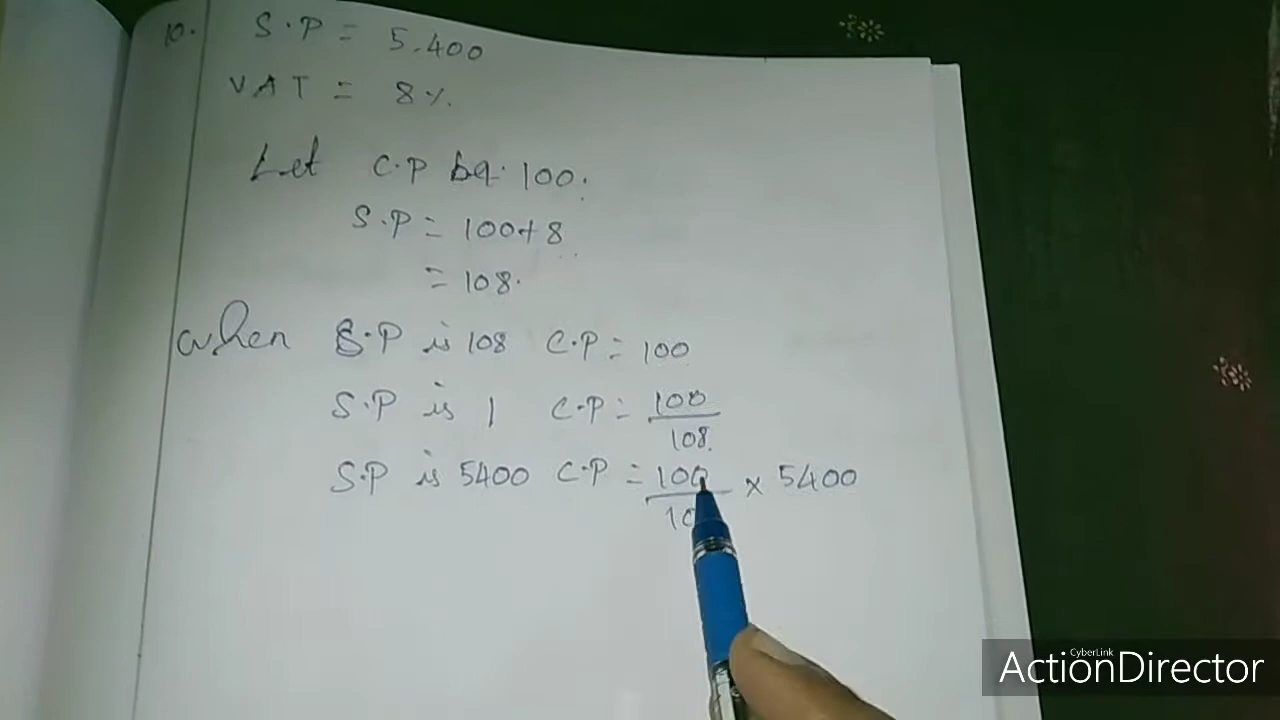 10. S.P = 5,400
VAT = 8%.
Let C.P be 100.
S.P = 100+8
= 108.
When S.P is 108 C.P = 100
S.P is 1 C.P = 100
108.
S.P is 5400 C.P = 100 × 5400
10
CyberLink
ActionDirector